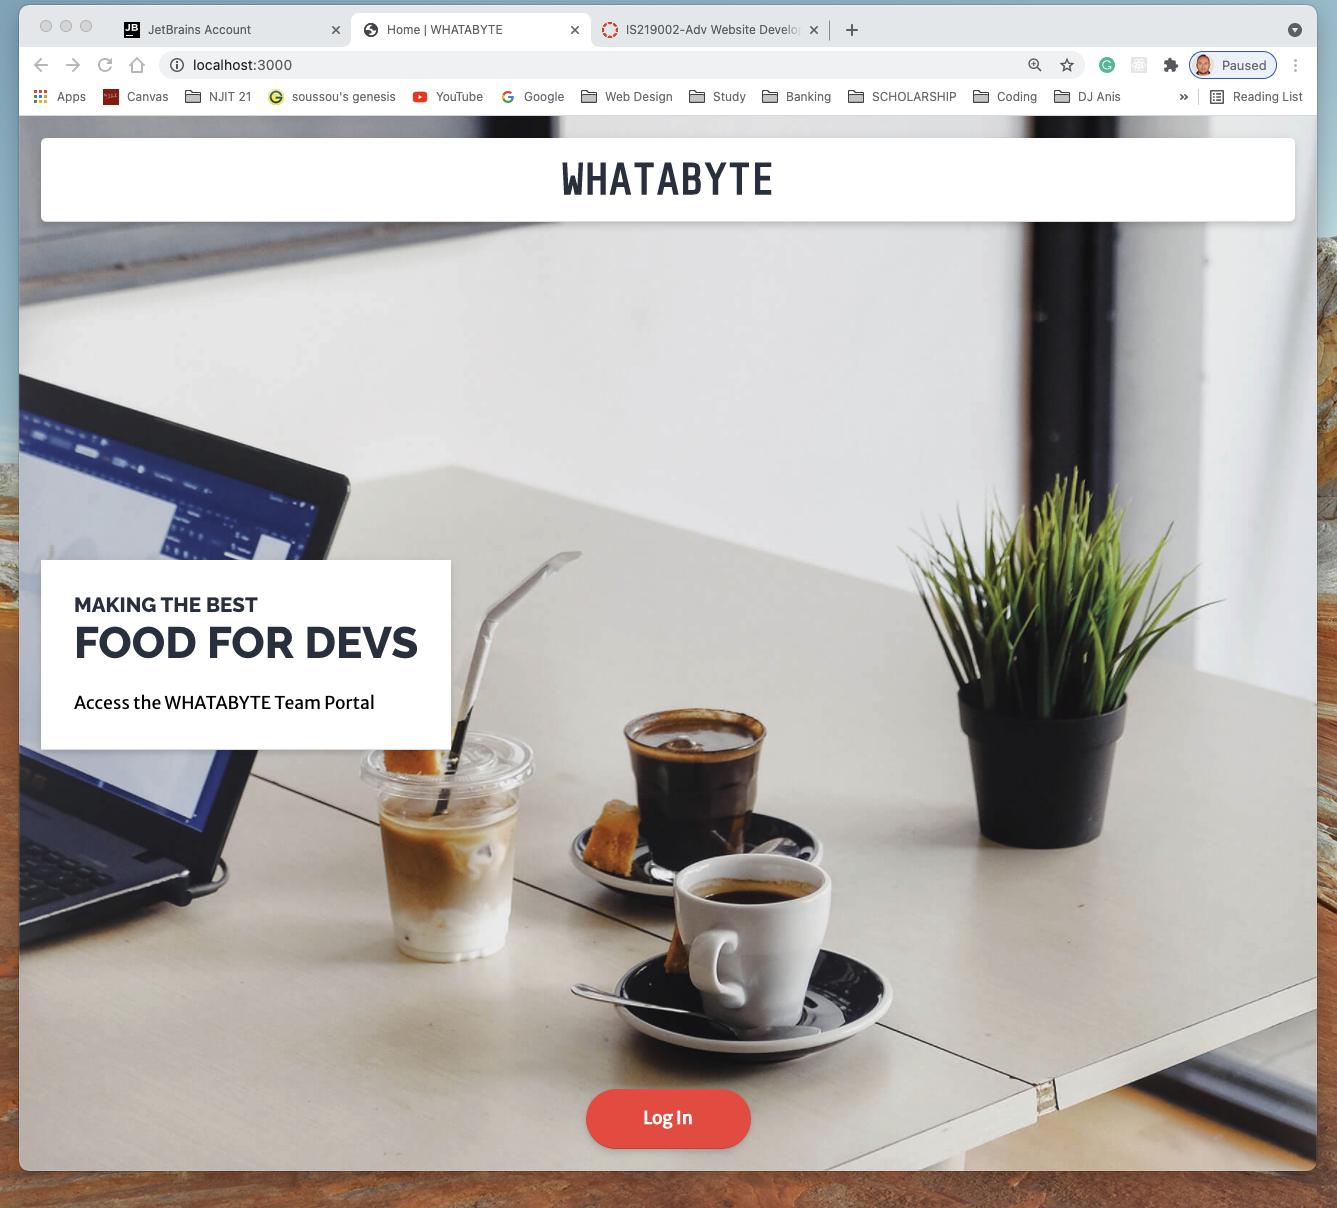 JetBrains Account
Home | WHATABYTE
IS219002-Adv Website Develo
localhost:3000
Paused
Apps
Canvas
NJIT 21
soussou's genesis
YouTube
Google
Web Design
Study
Banking
SCHOLARSHIP
Coding
DJ Anis
»
Reading List
WHATABYTE
MAKING THE BEST
FOOD FOR DEVS
Access the WHATABYTE Team Portal
Log In